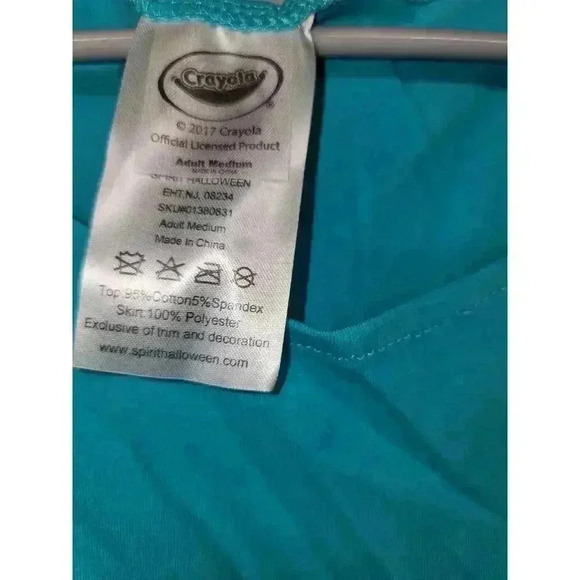 Crayola
®
© 2017 Crayola
Official Licensed Product
Adult Medium
MADE IN CHINA
SPIRIT HALLOWEEN
EHT.NJ, 08234
SKU#01380831
Adult Medium
Made In China
Top:95%Cotton5%Spandex
Skirt:100% Polyester
Exclusive of trim and decoration
www.spirithalloween.com